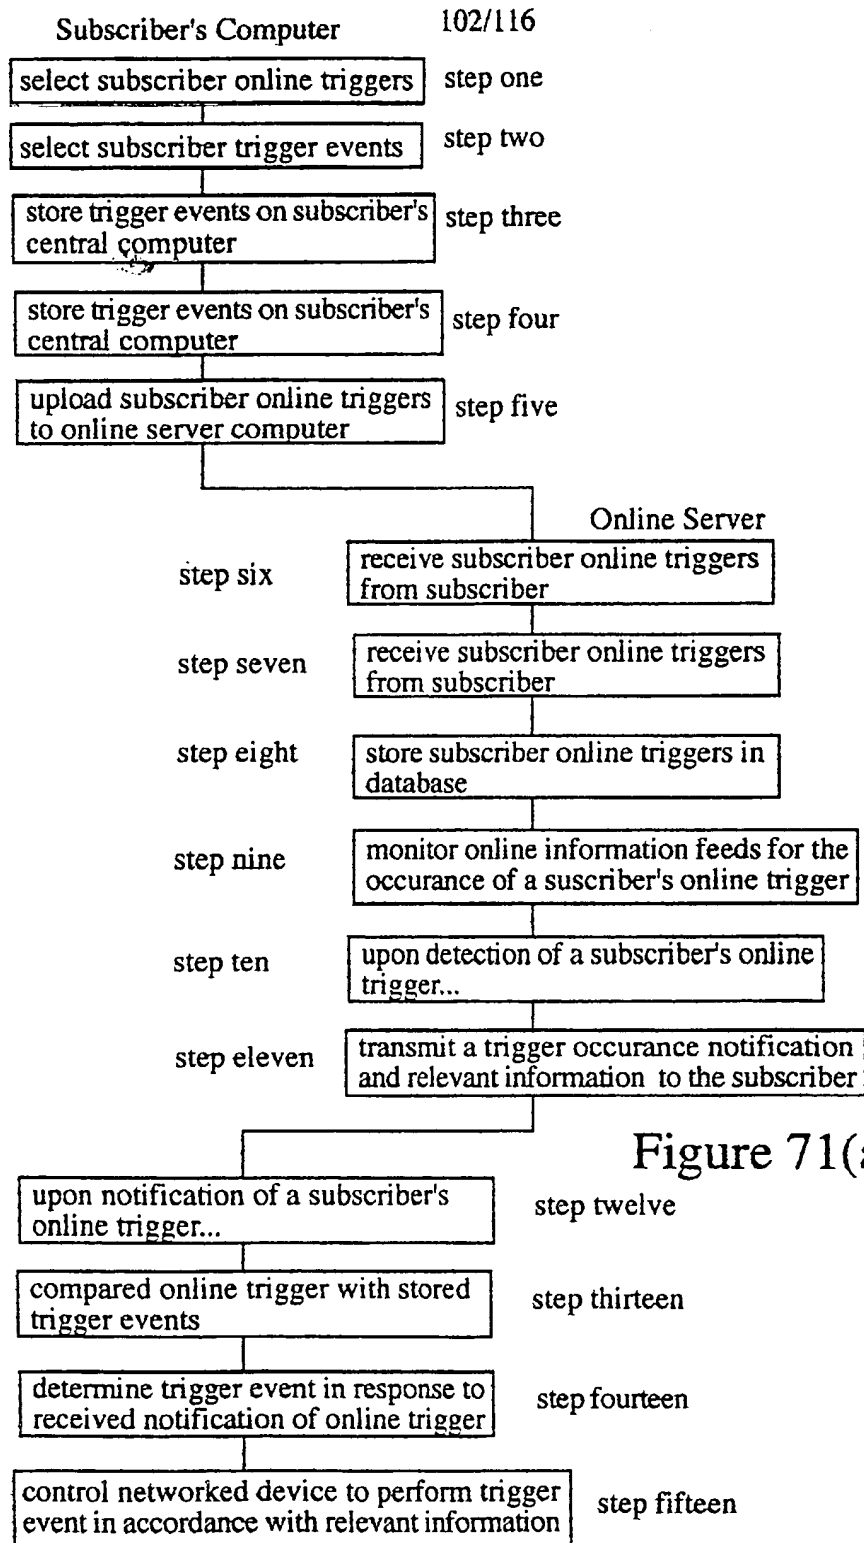 Subscriber's Computer
102/116
select subscriber online triggers
step one
select subscriber trigger events
step two
store trigger events on subscriber's
central computer
step three
store trigger events on subscriber's
central computer
step four
upload subscriber online triggers
to online server computer
step five
Online Server
step six
receive subscriber online triggers
from subscriber
step seven
receive subscriber online triggers
from subscriber
step eight
store subscriber online triggers in
database
step nine
monitor online information feeds for the
occurance of a suscriber's online trigger
step ten
upon detection of a subscriber's online
trigger...
step eleven
transmit a trigger occurance notification
and relevant information to the subscriber
Figure 71(a
upon notification of a subscriber's
online trigger...
step twelve
compared online trigger with stored
trigger events
step thirteen
determine trigger event in response to
received notification of online trigger
step fourteen
control networked device to perform trigger
event in accordance with relevant information
step fifteen